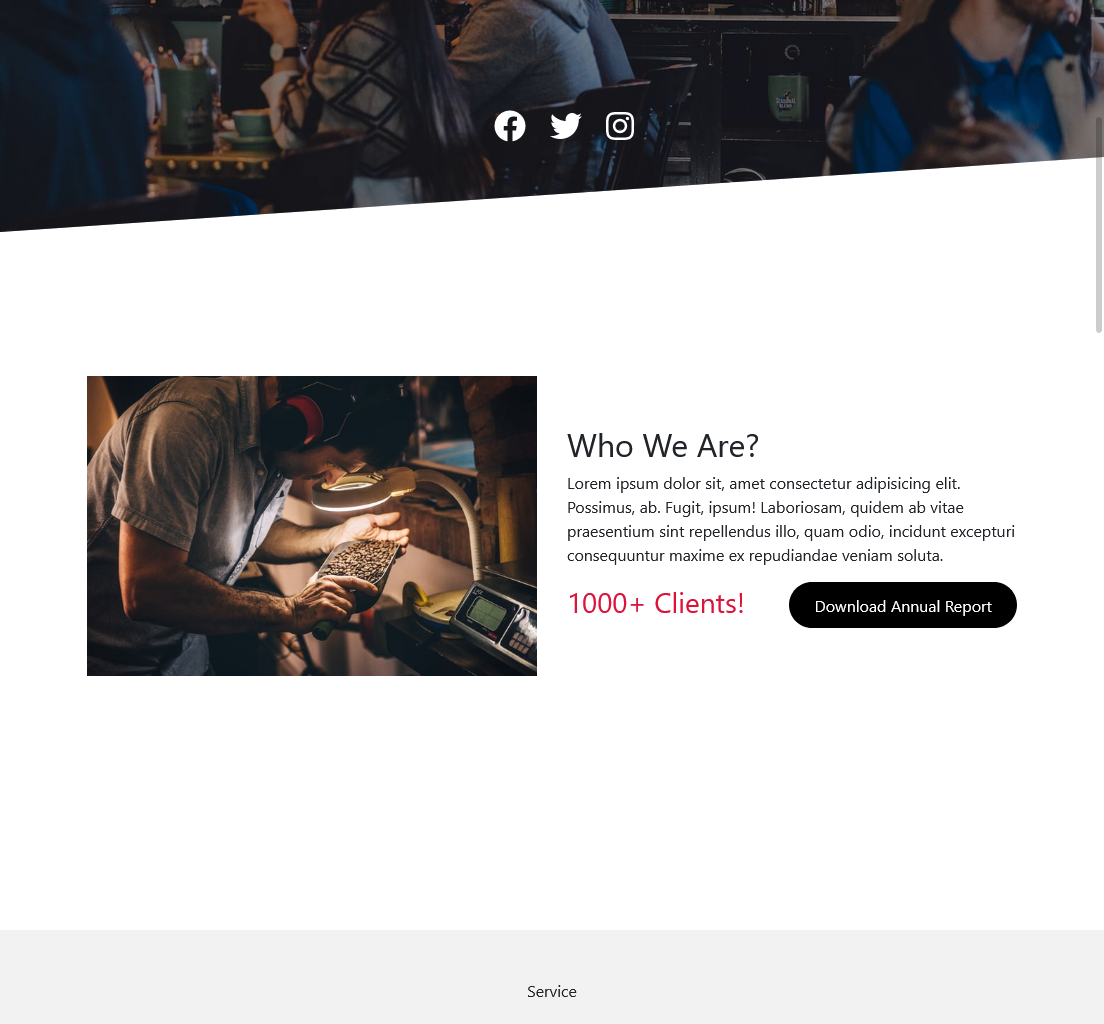 Who We Are?
Lorem ipsum dolor sit, amet consectetur adipisicing elit.
Possimus, ab. Fugit, ipsum! Laboriosam, quidem ab vitae
praesentium sint repellendus illo, quam odio, incidunt excepturi
consequuntur maxime ex repudiandae veniam soluta.
1000+ Clients!
Download Annual Report
Service